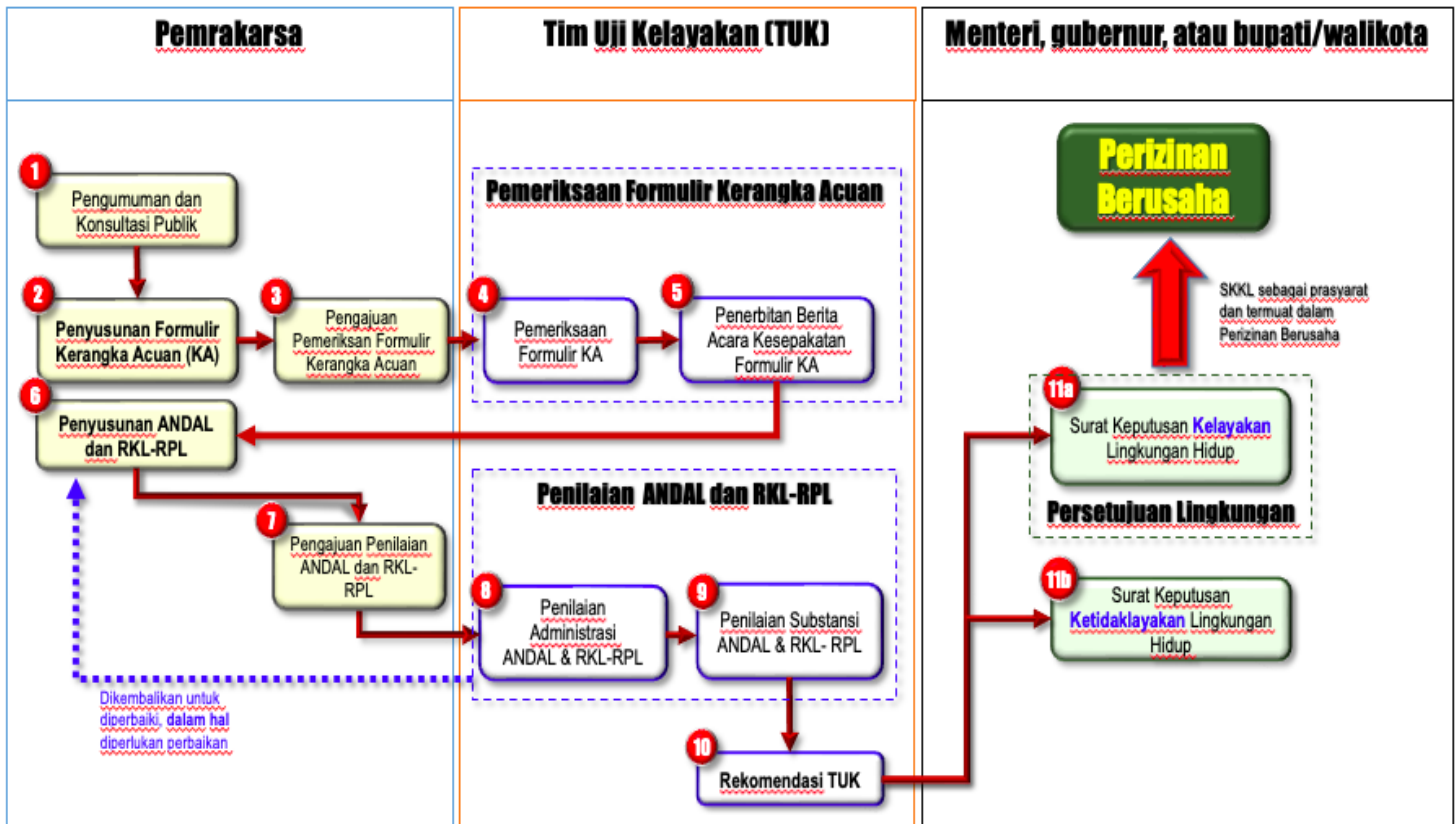 Pemrakarsa
Tim Uji Kelayakan (TUK)
Menteri, gubernur, atau bupati/walikota
1
Pengumuman dan
Konsultasi Publik
2
Penyusunan Formulir
Kerangka Acuan (KA)
3
Pengajuan
Pemeriksan Formulir
Kerangka Acuan
Pemeriksaan Formulir Kerangka Acuan
4
Pemeriksaan
Formulir KA
5
Penerbitan Berita
Acara Kesepakatan
Formulir KA
6
Penyusunan ANDAL
dan RKL-RPL
7
Pengajuan Penilaian
ANDAL dan RKL-
RPL
Penilaian ANDAL dan RKL-RPL
8
Penilaian
Administrasi
ANDAL & RKL-RPL
9
Penilaian Substansi
ANDAL & RKL- RPL
Dikembalikan untuk
diperbaiki, dalam hal
diperlukan perbaikan
10
Rekomendasi TUK
Perizinan
Berusaha
SKKL sebagai prasyarat
dan termuat dalam
Perizinan Berusaha
11a
Surat Keputusan Kelayakan
Lingkungan Hidup
Persetujuan Lingkungan
11b
Surat Keputusan
Ketidaklayakan Lingkungan
Hidup